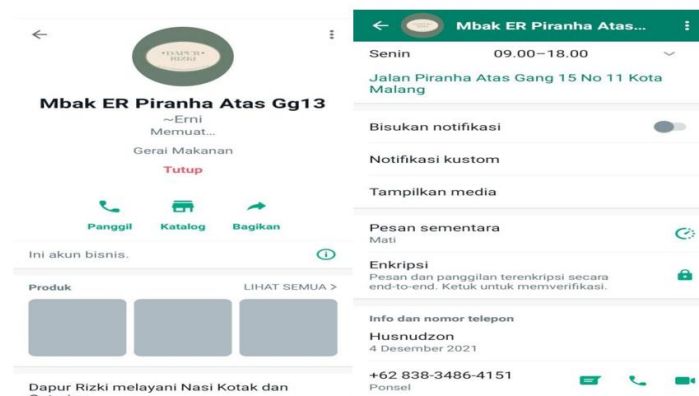 DAPUR
RIZKI
Mbak ER Piranha Atas Gg13
~Erni
Memuat...
Gerai Makanan
Tutup
Panggil Katalog Bagikan
Ini akun bisnis.
Produk LIHAT SEMUA >
Dapur Rizki melayani Nasi Kotak dan
Mbak ER Piranha Atas...
Senin 09.00–18.00
Jalan Piranha Atas Gang 15 No 11 Kota
Malang
Bisukan notifikasi
Notifikasi kustom
Tampilkan media
Pesan sementara
Mati
Enkripsi
Pesan dan panggilan terenkripsi secara
end-to-end. Ketuk untuk memverifikasi.
Info dan nomor telepon
Husnudzon
4 Desember 2021
+62 838-3486-4151
Ponsel